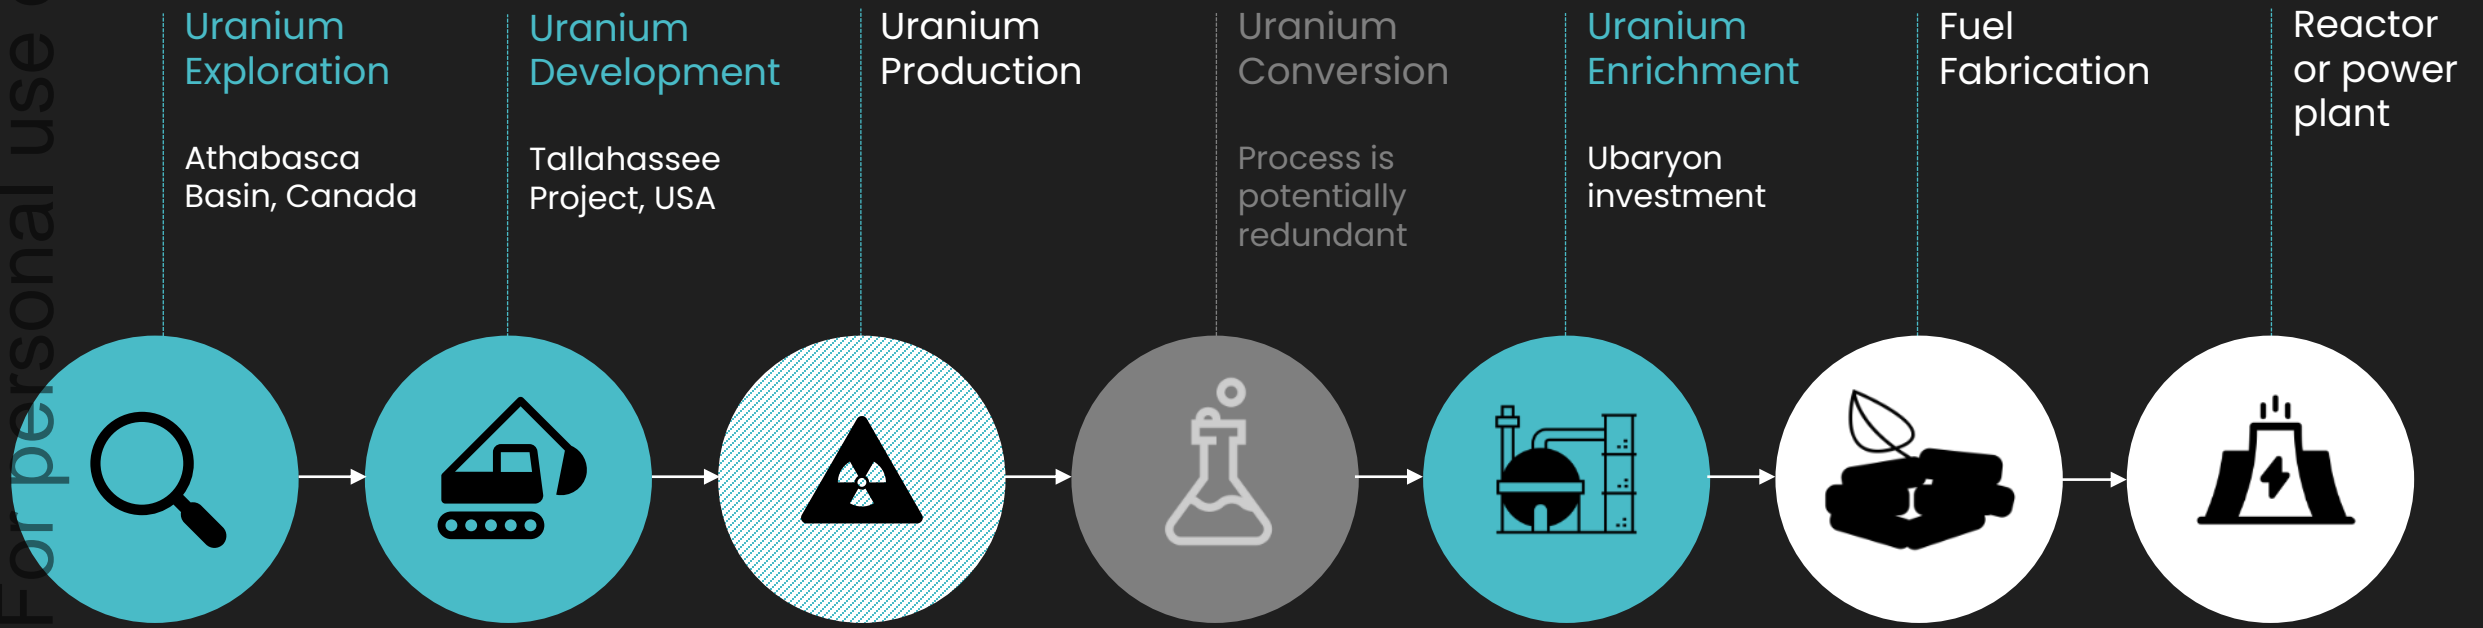 Uranium
Exploration
Athabasca
Basin, Canada
Uranium
Development
Tallahassee
Project, USA
Uranium
Production
Uranium
Conversion
Process is
potentially
redundant
Uranium
Enrichment
Ubaryon
investment
Fuel
Fabrication
Reactor
or power
plant
For personal use